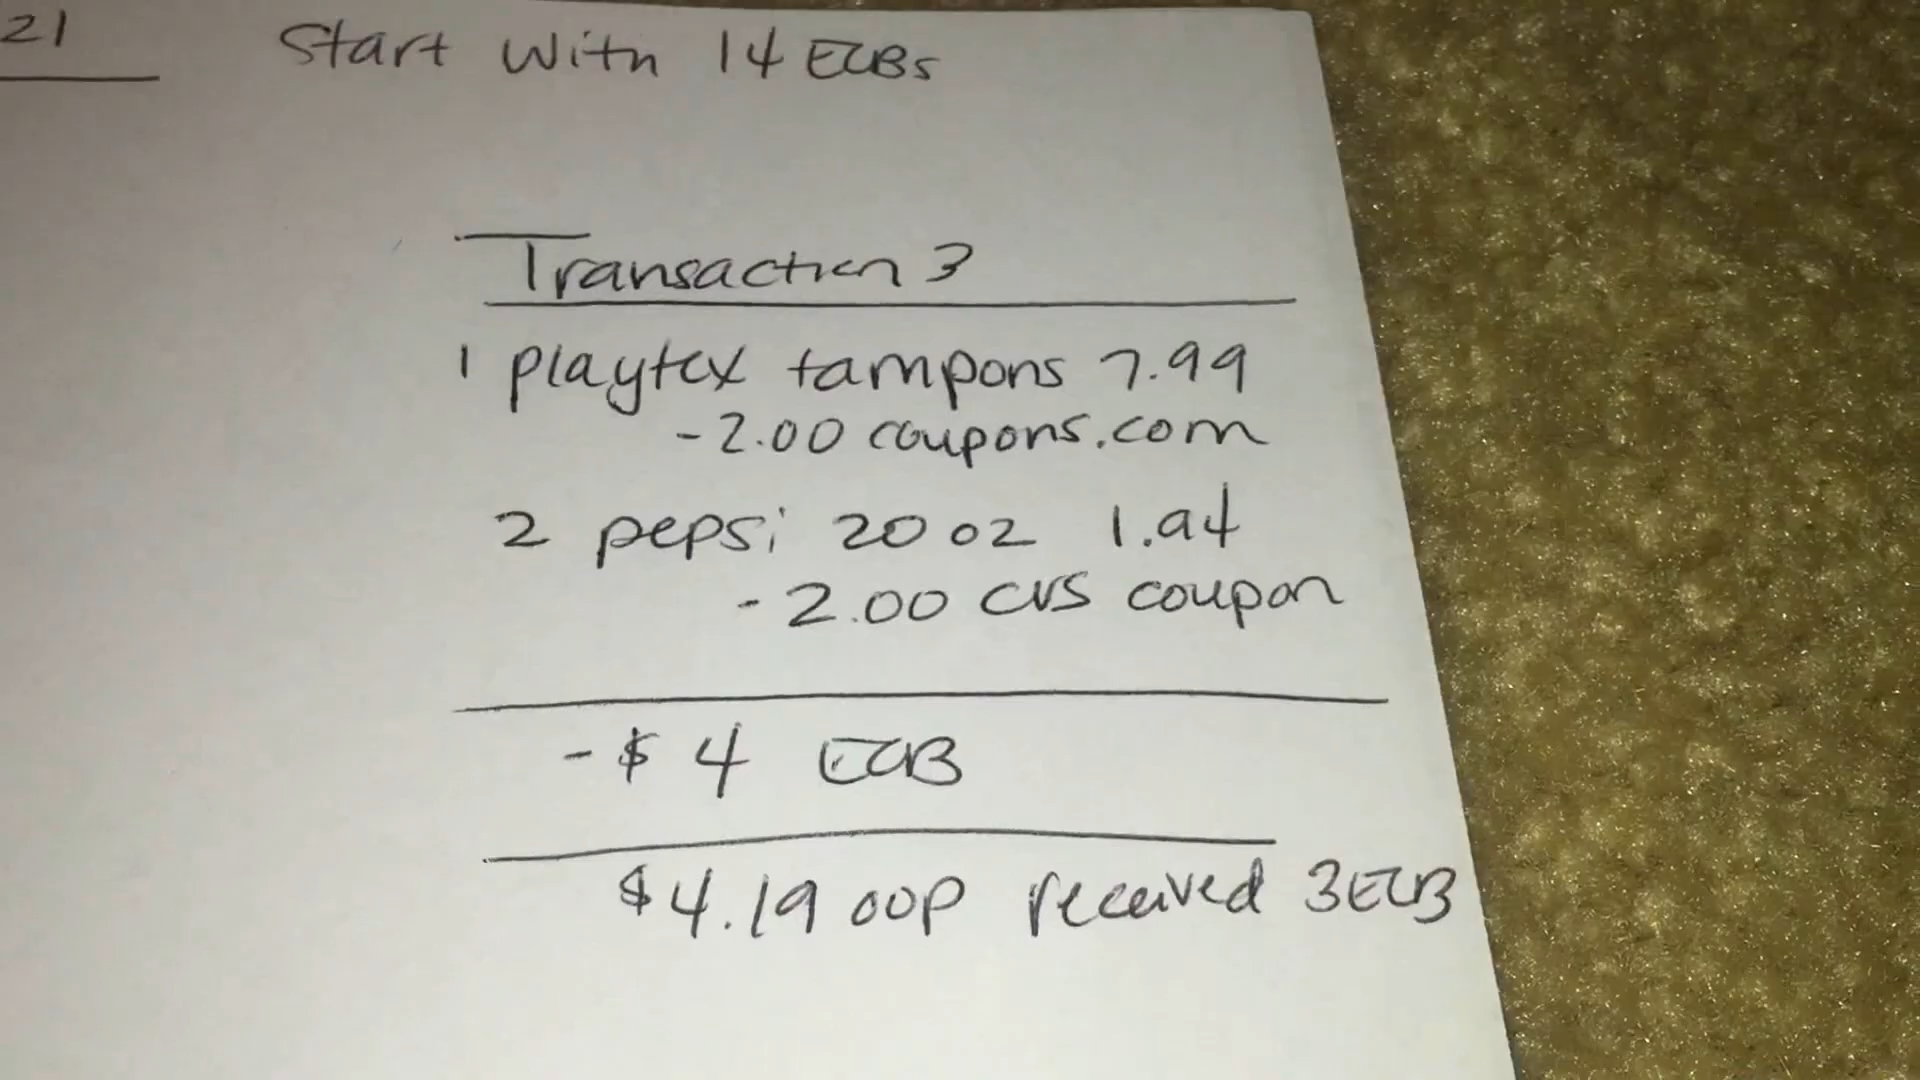 21
Start With 14 ECBs
Transaction 3
1 playtex tampons 7.99
-2.00 coupons.com
2 pepsi 20 oz 1.94
-2.00 CVS coupon
-$ 4 ECB
$4.19 OOP received 3ECB